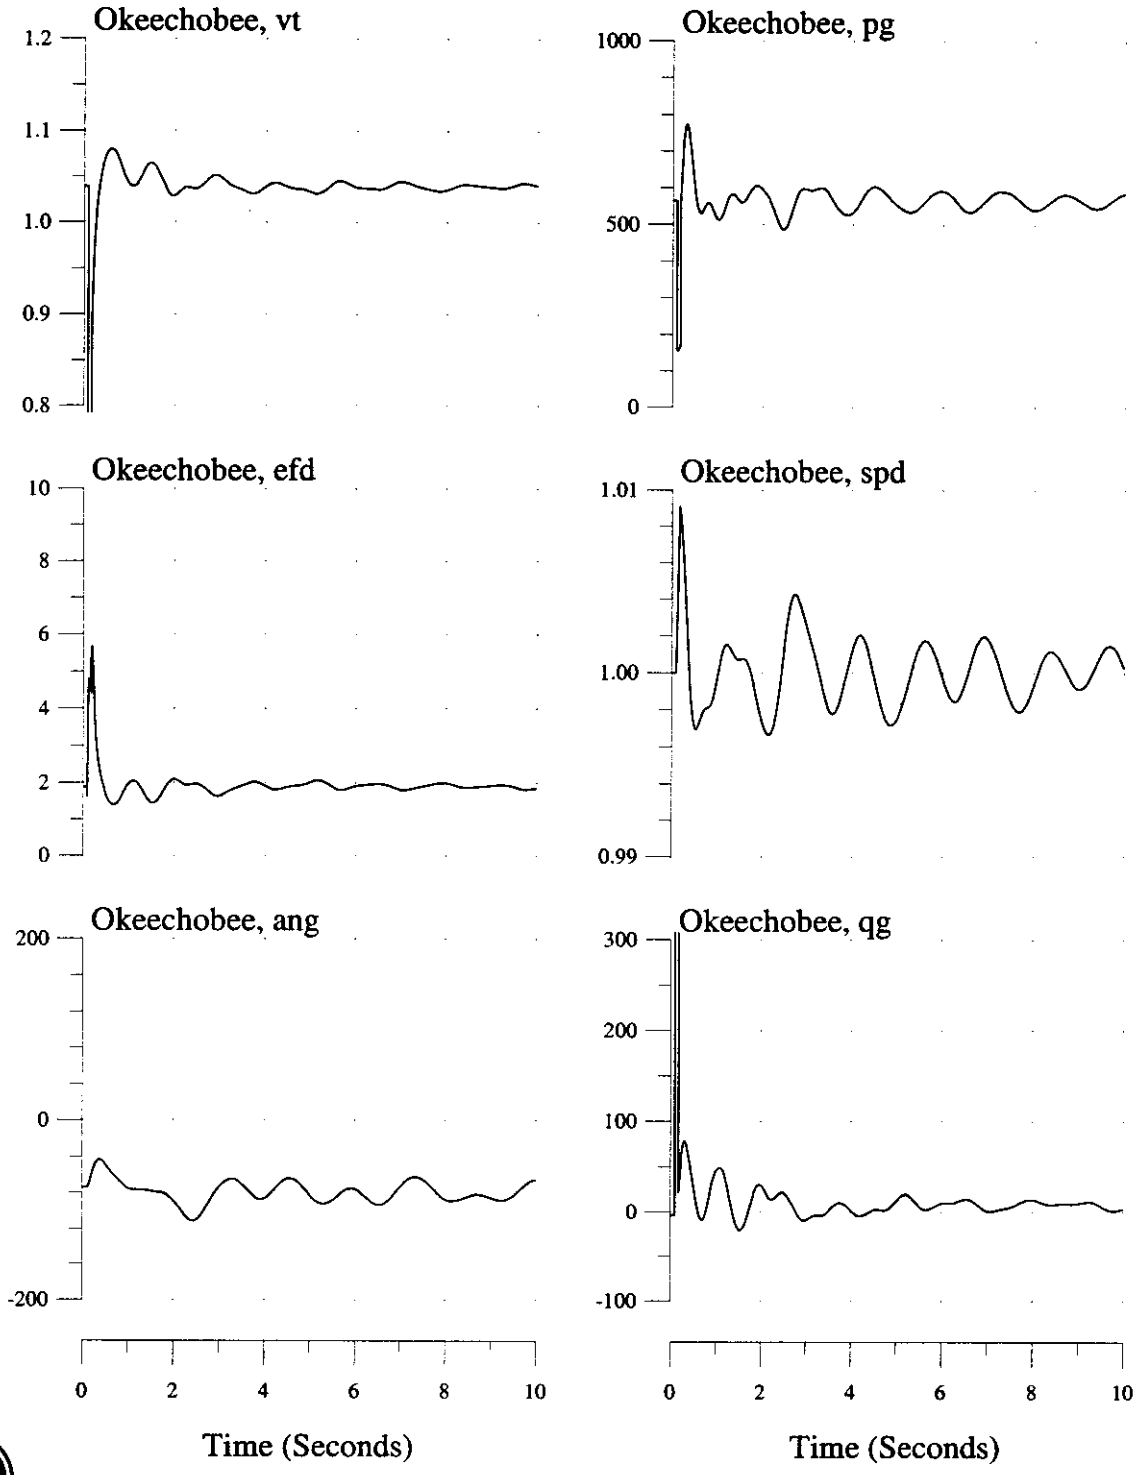 Okeechobee, vt
1.2
1.1
1.0
0.9
0.8
Okeechobee, pg
1000
500
0
Okeechobee, efd
10
8
6
4
2
0
Okeechobee, spd
1.01
1.00
0.99
Okeechobee, ang
200
0
-200
Okeechobee, qg
300
200
100
0
-100
0 2 4 6 8 10
Time (Seconds)
0 2 4 6 8 10
Time (Seconds)